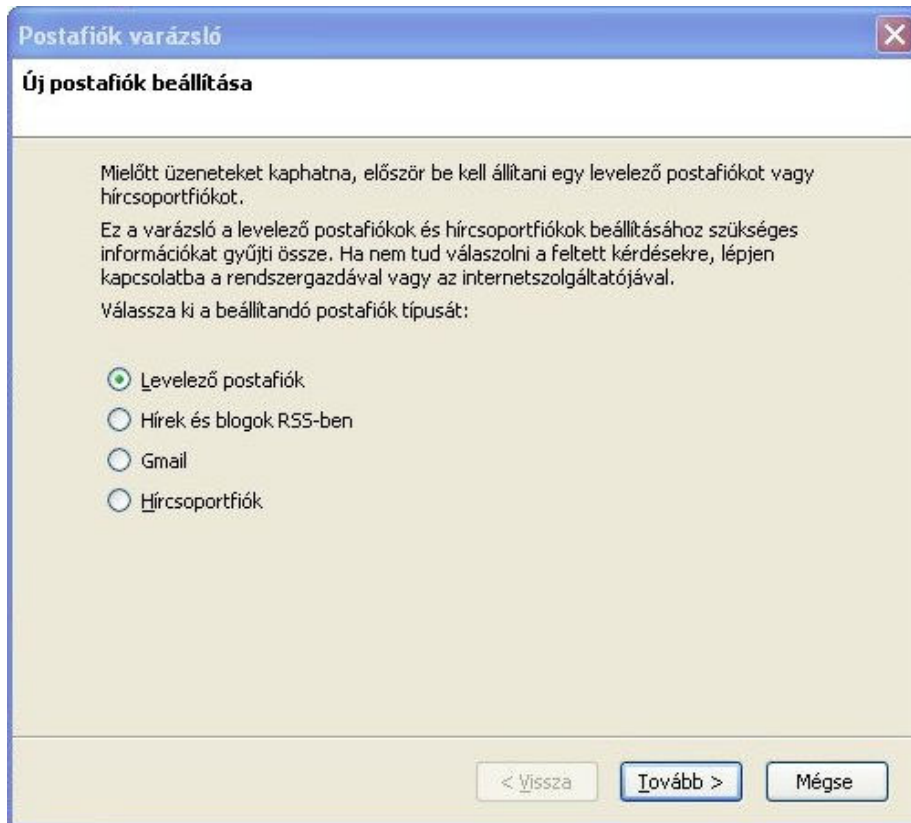 Postafiók varázsló
Új postafiók beállítása
Mielőtt üzeneteket kaphatna, először be kell állítani egy levelező postafiókot vagy
hírcsoportfiókot.
Ez a varázsló a levelező postafiókok és hírcsoportfiókok beállításához szükséges
információkat gyűjti össze. Ha nem tud válaszolni a feltett kérdésekre, lépjen
kapcsolatba a rendszergazdával vagy az internetszolgáltatójával.
Válassza ki a beállítandó postafiók típusát:
Levelező postafiók
Hírek és blogok RSS-ben
Gmail
Hírcsoportfiók
< Vissza
Tovább >
Mégse